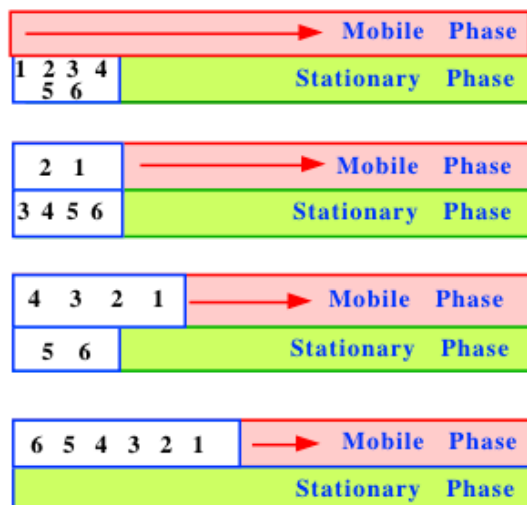 Mobile Phase
1 2 3 4 Stationary Phase
5 6
2 1 Mobile Phase
3 4 5 6 Stationary Phase
4 3 2 1 Mobile Phase
5 6 Stationary Phase
6 5 4 3 2 1 Mobile Phase
Stationary Phase